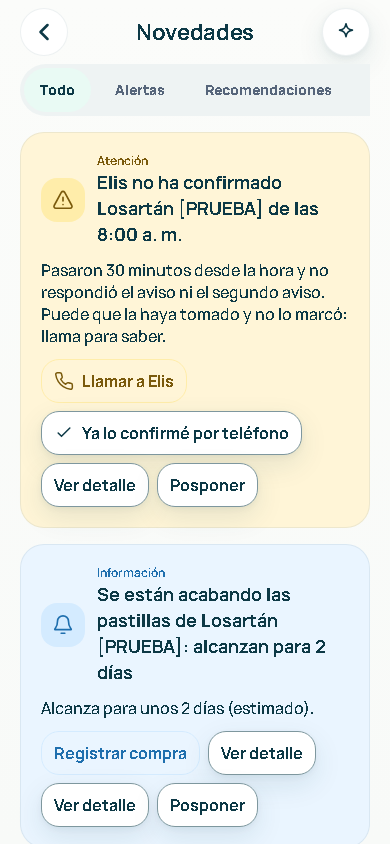 Novedades
Todo
Alertas
Recomendaciones
Atención
Elis no ha confirmado
Losartán [PRUEBA] de las
8:00 a. m.
Pasaron 30 minutos desde la hora y no
respondió el aviso ni el segundo aviso.
Puede que la haya tomado y no lo marcó:
llama para saber.
Llamar a Elis
Ya lo confirmé por teléfono
Ver detalle
Posponer
Información
Se están acabando las
pastillas de Losartán
[PRUEBA]: alcanzan para 2
días
Alcanza para unos 2 días (estimado).
Registrar compra
Ver detalle
Ver detalle
Posponer